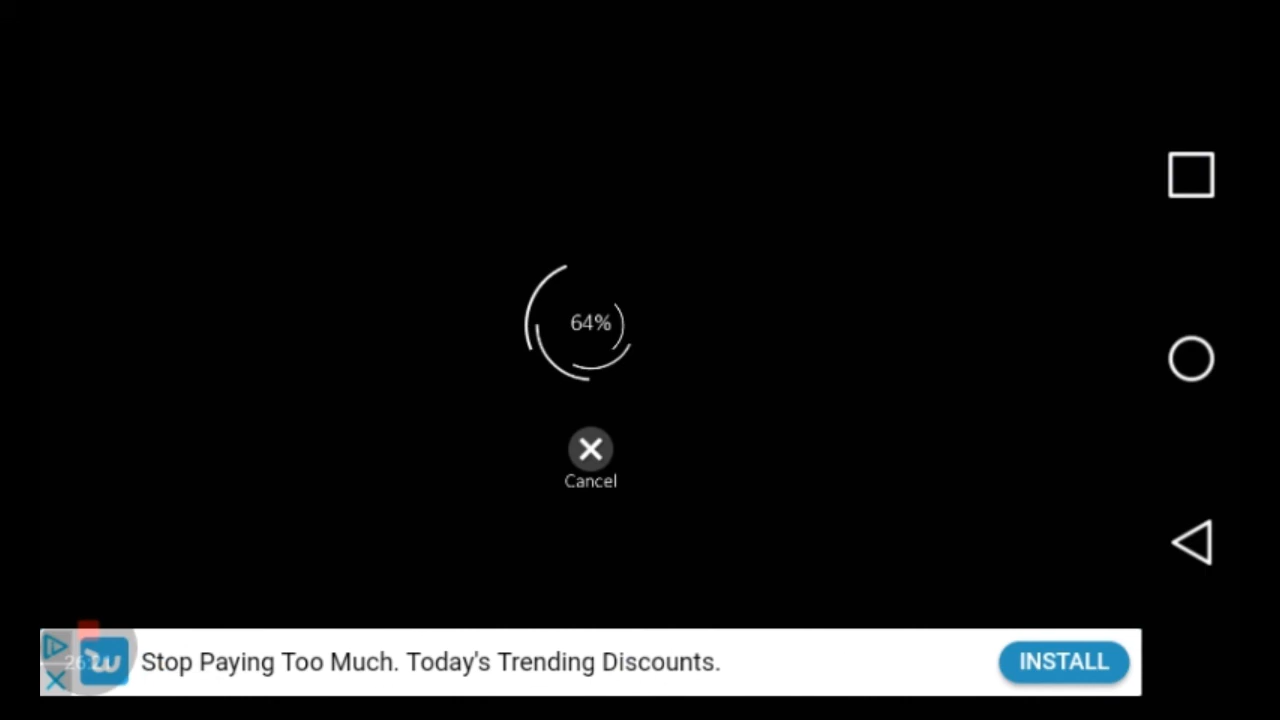 64%
Cancel
Stop Paying Too Much. Today's Trending Discounts.
INSTALL